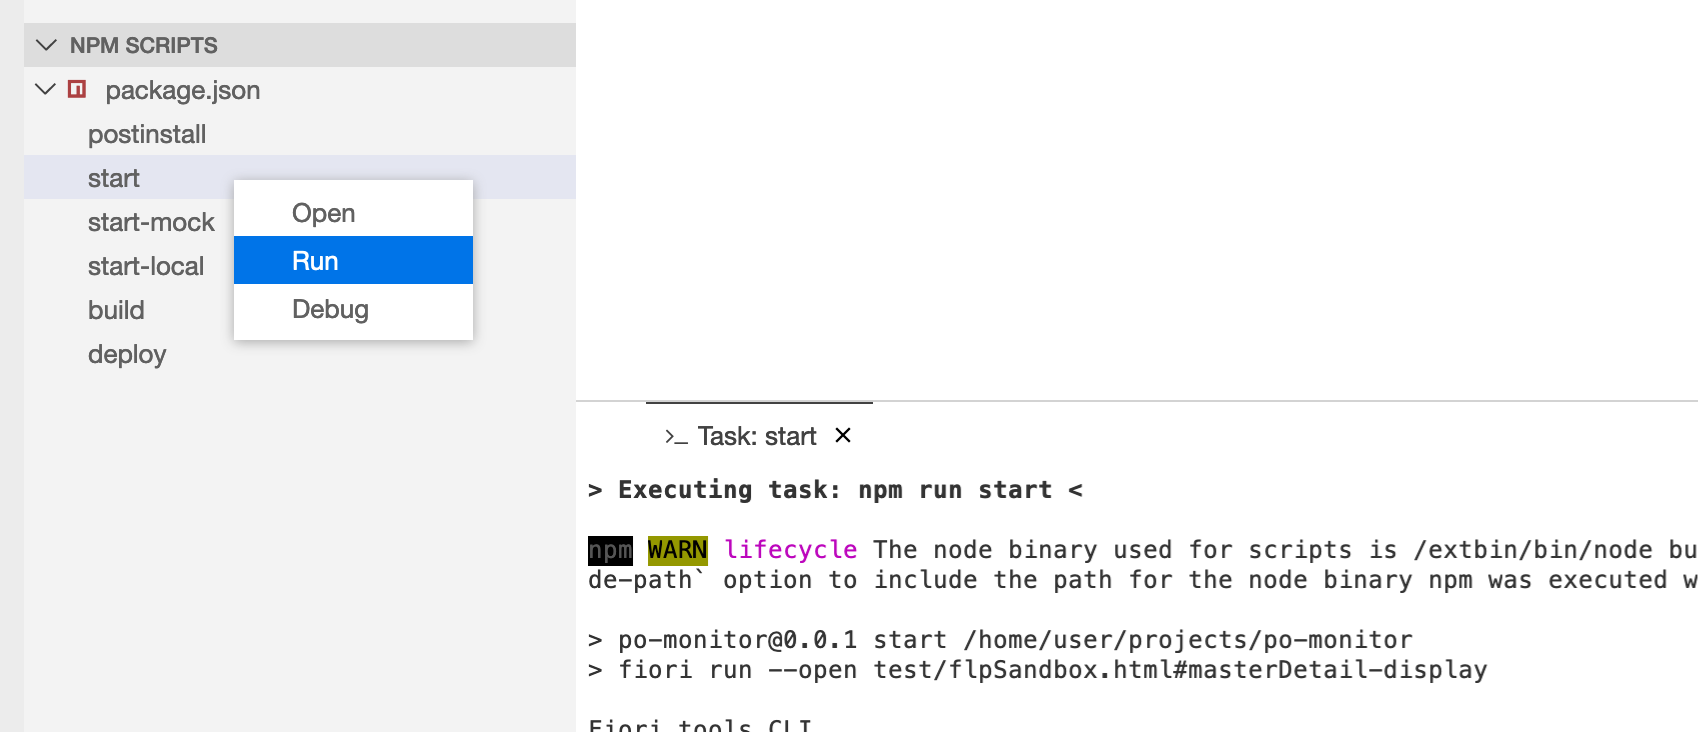 NPM SCRIPTS
package.json
postinstall
start
start-mock
start-local
build
deploy
Open
Run
Debug
>_ Task: start ×
> Executing task: npm run start <
npm WARN lifecycle The node binary used for scripts is /extbin/bin/node bu
de-path` option to include the path for the node binary npm was executed w
> po-monitor@0.0.1 start /home/user/projects/po-monitor
> fiori run --open test/flpSandbox.html#masterDetail-display
Fiori tools CLI